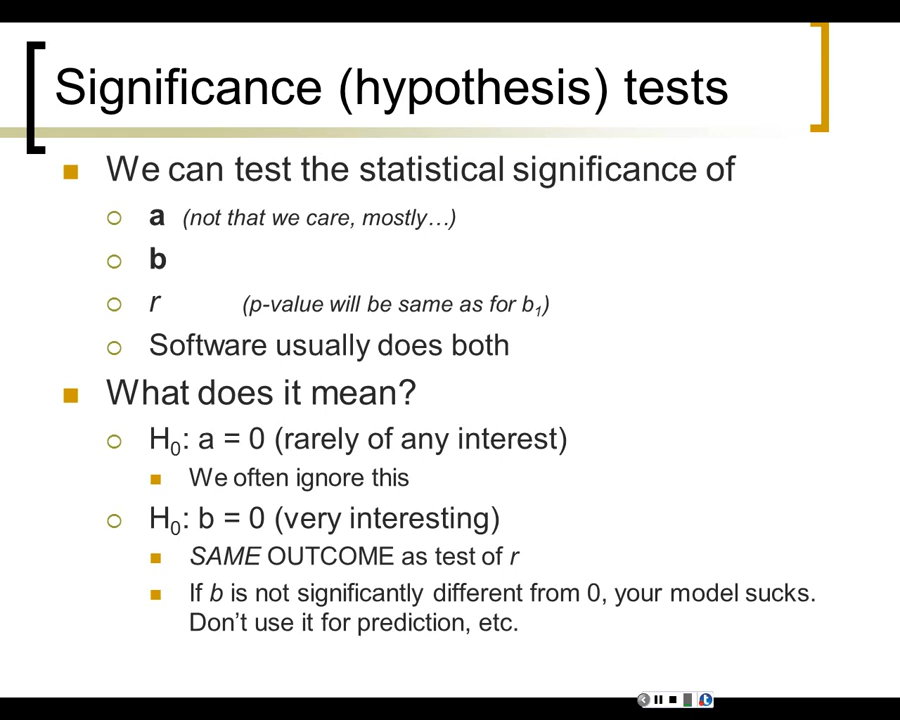 Significance (hypothesis) tests
We can test the statistical significance of
a (not that we care, mostly…)
b
r (p-value will be same as for b₁)
Software usually does both
What does it mean?
H₀: a = 0 (rarely of any interest)
We often ignore this
H₀: b = 0 (very interesting)
SAME OUTCOME as test of r
If b is not significantly different from 0, your model sucks.
Don’t use it for prediction, etc.